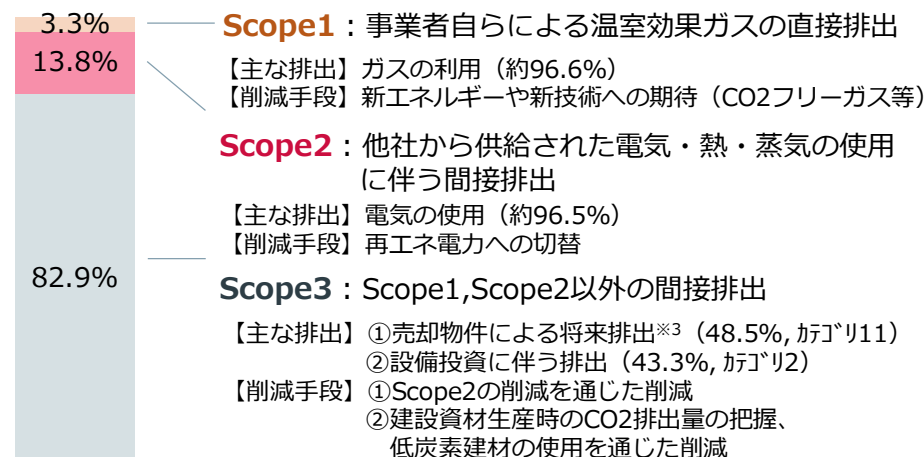 3.3%
13.8%
82.9%
Scope1：事業者自らによる温室効果ガスの直接排出
【主な排出】ガスの利用（約96.6%）
【削減手段】新エネルギーや新技術への期待（CO2フリーガス等）
Scope2：他社から供給された電気・熱・蒸気の使用
に伴う間接排出
【主な排出】電気の使用（約96.5%）
【削減手段】再エネ電力への切替
Scope3：Scope1,Scope2以外の間接排出
【主な排出】①売却物件による将来排出※3（48.5%, ｶﾃｺﾞﾘ11）
②設備投資に伴う排出（43.3%, ｶﾃｺﾞﾘ2）
【削減手段】①Scope2の削減を通じた削減
②建設資材生産時のCO2排出量の把握、
低炭素建材の使用を通じた削減